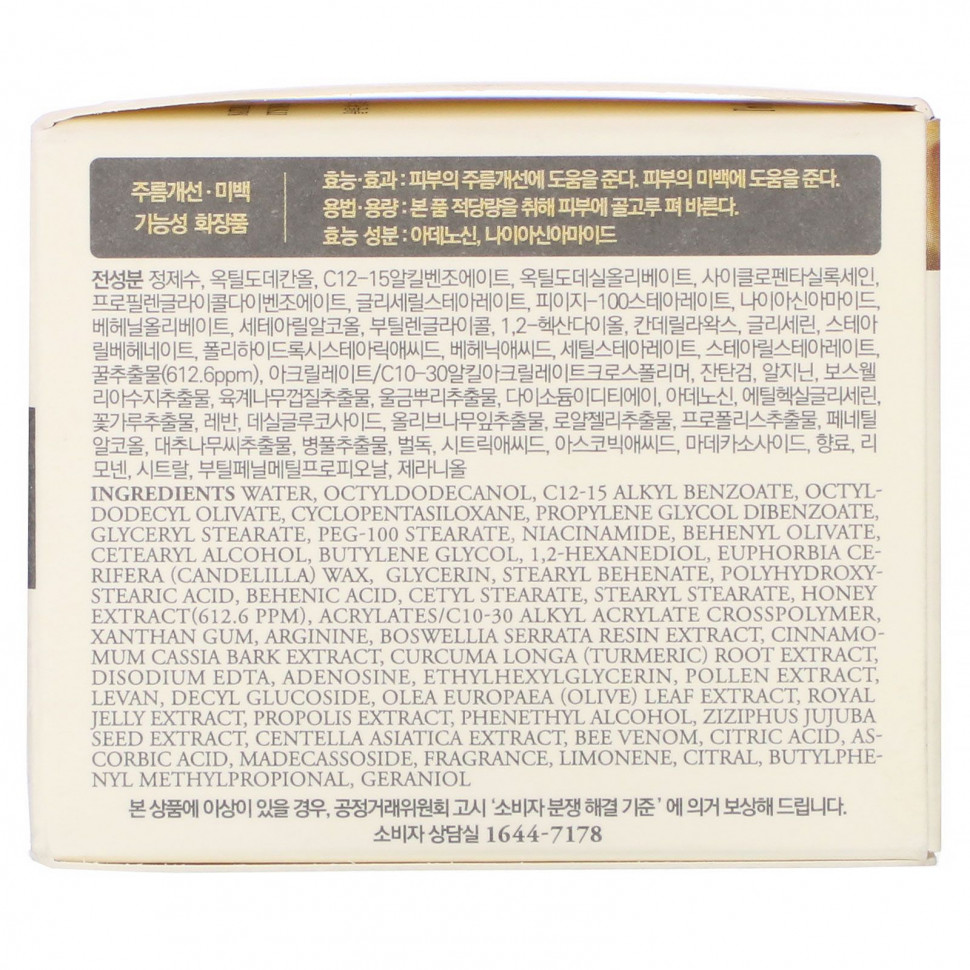 주름개선·미백
기능성 화장품
효능·효과 : 피부의 주름개선에 도움을 준다. 피부의 미백에 도움을 준다.
용법·용량 : 본 품 적당량을 취해 피부에 골고루 펴 바른다.
효능 성분 : 아데노신, 나이아신아마이드
전성분 정제수, 옥틸도데칸올, C12-15알킬벤조에이트, 옥틸도데실올리베이트, 사이클로펜타실록세인,
프로필렌글라이콜다이벤조에이트, 글리세릴스테아레이트, 피이지-100스테아레이트, 나이아신아마이드,
베헤닐올리베이트, 세테아릴알코올, 부틸렌글라이콜, 1,2-헥산다이올, 칸데릴라왁스, 글리세린, 스테아
릴베헤네이트, 폴리하이드록시스테아릭애씨드, 베헤닉애씨드, 세틸스테아레이트, 스테아릴스테아레이트,
꿀추출물(612.6ppm), 아크릴레이트/C10-30알킬아크릴레이트크로스폴리머, 잔탄검, 알지닌, 보스웰
리아수지추출물, 육계나무껍질추출물, 울금뿌리추출물, 다이소듐이디티에이, 아데노신, 에틸헥실글리세린,
꽃가루추출물, 레반, 데실글루코사이드, 올리브나무잎추출물, 로얄젤리추출물, 프로폴리스추출물, 페네틸
알코올, 대추나무씨추출물, 병풀추출물, 벌독, 시트릭애씨드, 아스코빅애씨드, 마데카소사이드, 향료, 리
모넨, 시트랄, 부틸페닐메틸프로피오날, 제라니올
INGREDIENTS WATER, OCTYLDODECANOL, C12-15 ALKYL BENZOATE, OCTYL-
DODECYL OLIVATE, CYCLOPENTASILOXANE, PROPYLENE GLYCOL DIBENZOATE,
GLYCERYL STEARATE, PEG-100 STEARATE, NIACINAMIDE, BEHENYL OLIVATE,
CETEARYL ALCOHOL, BUTYLENE GLYCOL, 1,2-HEXANEDIOL, EUPHORBIA CE-
RIFERA (CANDELILLA) WAX, GLYCERIN, STEARYL BEHENATE, POLYHYDROXY-
STEARIC ACID, BEHENIC ACID, CETYL STEARATE, STEARYL STEARATE, HONEY
EXTRACT(612.6 PPM), ACRYLATES/C10-30 ALKYL ACRYLATE CROSSPOLYMER,
XANTHAN GUM, ARGININE, BOSWELLIA SERRATA RESIN EXTRACT, CINNAMO-
MUM CASSIA BARK EXTRACT, CURCUMA LONGA (TURMERIC) ROOT EXTRACT,
DISODIUM EDTA, ADENOSINE, ETHYLHEXYLGLYCERIN, POLLEN EXTRACT,
LEVAN, DECYL GLUCOSIDE, OLEA EUROPAEA (OLIVE) LEAF EXTRACT, ROYAL
JELLY EXTRACT, PROPOLIS EXTRACT, PHENETHYL ALCOHOL, ZIZIPHUS JUJUBA
SEED EXTRACT, CENTELLA ASIATICA EXTRACT, BEE VENOM, CITRIC ACID, AS-
CORBIC ACID, MADECASSOSIDE, FRAGRANCE, LIMONENE, CITRAL, BUTYLPHE-
NYL METHYLPROPIONAL, GERANIOL
본 상품에 이상이 있을 경우, 공정거래위원회 고시 '소비자 분쟁 해결 기준' 에 의거 보상해 드립니다.
소비자 상담실 1644-7178